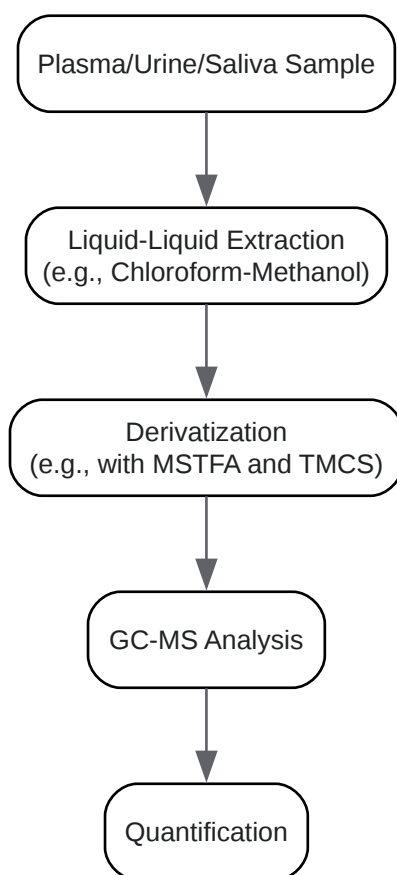 Plasma/Urine/Saliva Sample
Liquid-Liquid Extraction
(e.g., Chloroform-Methanol)
Derivatization
(e.g., with MSTFA and TMCS)
GC-MS Analysis
Quantification